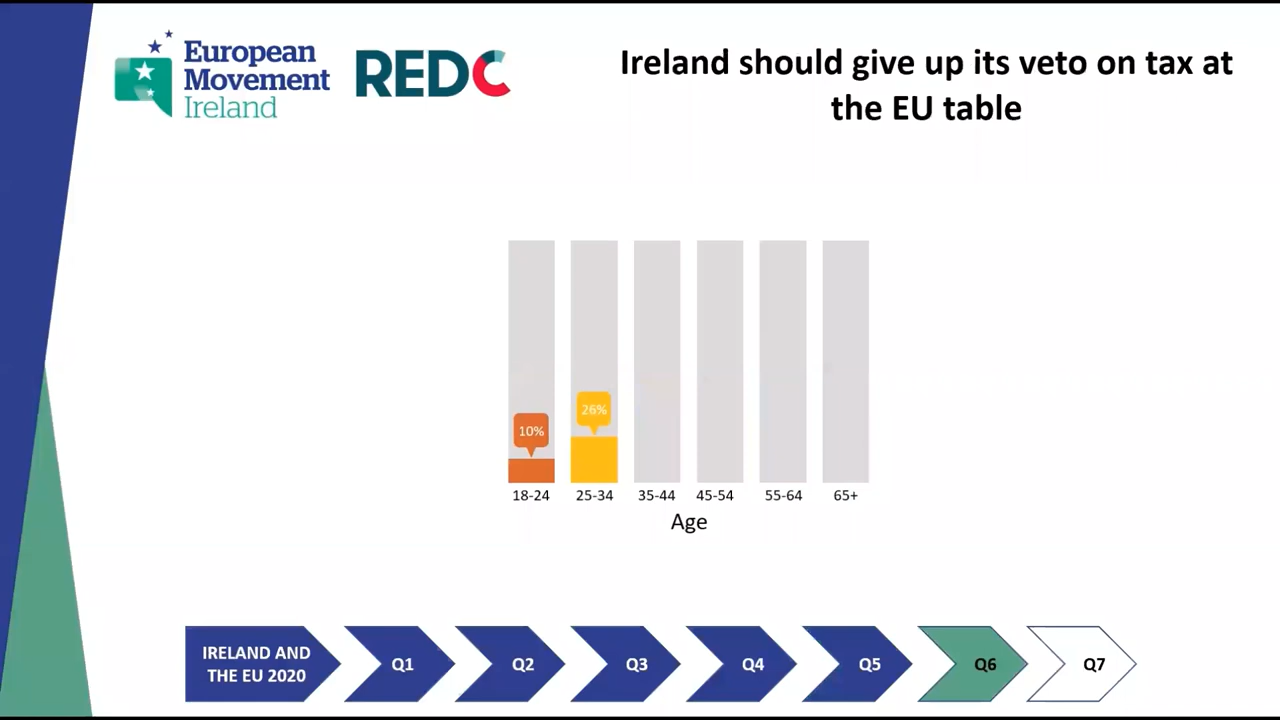 European
Movement
Ireland
REDC
Ireland should give up its veto on tax at
the EU table
10%
26%
18-24
25-34
35-44
45-54
55-64
65+
Age
IRELAND AND
THE EU 2020
Q1
Q2
Q3
Q4
Q5
Q6
Q7